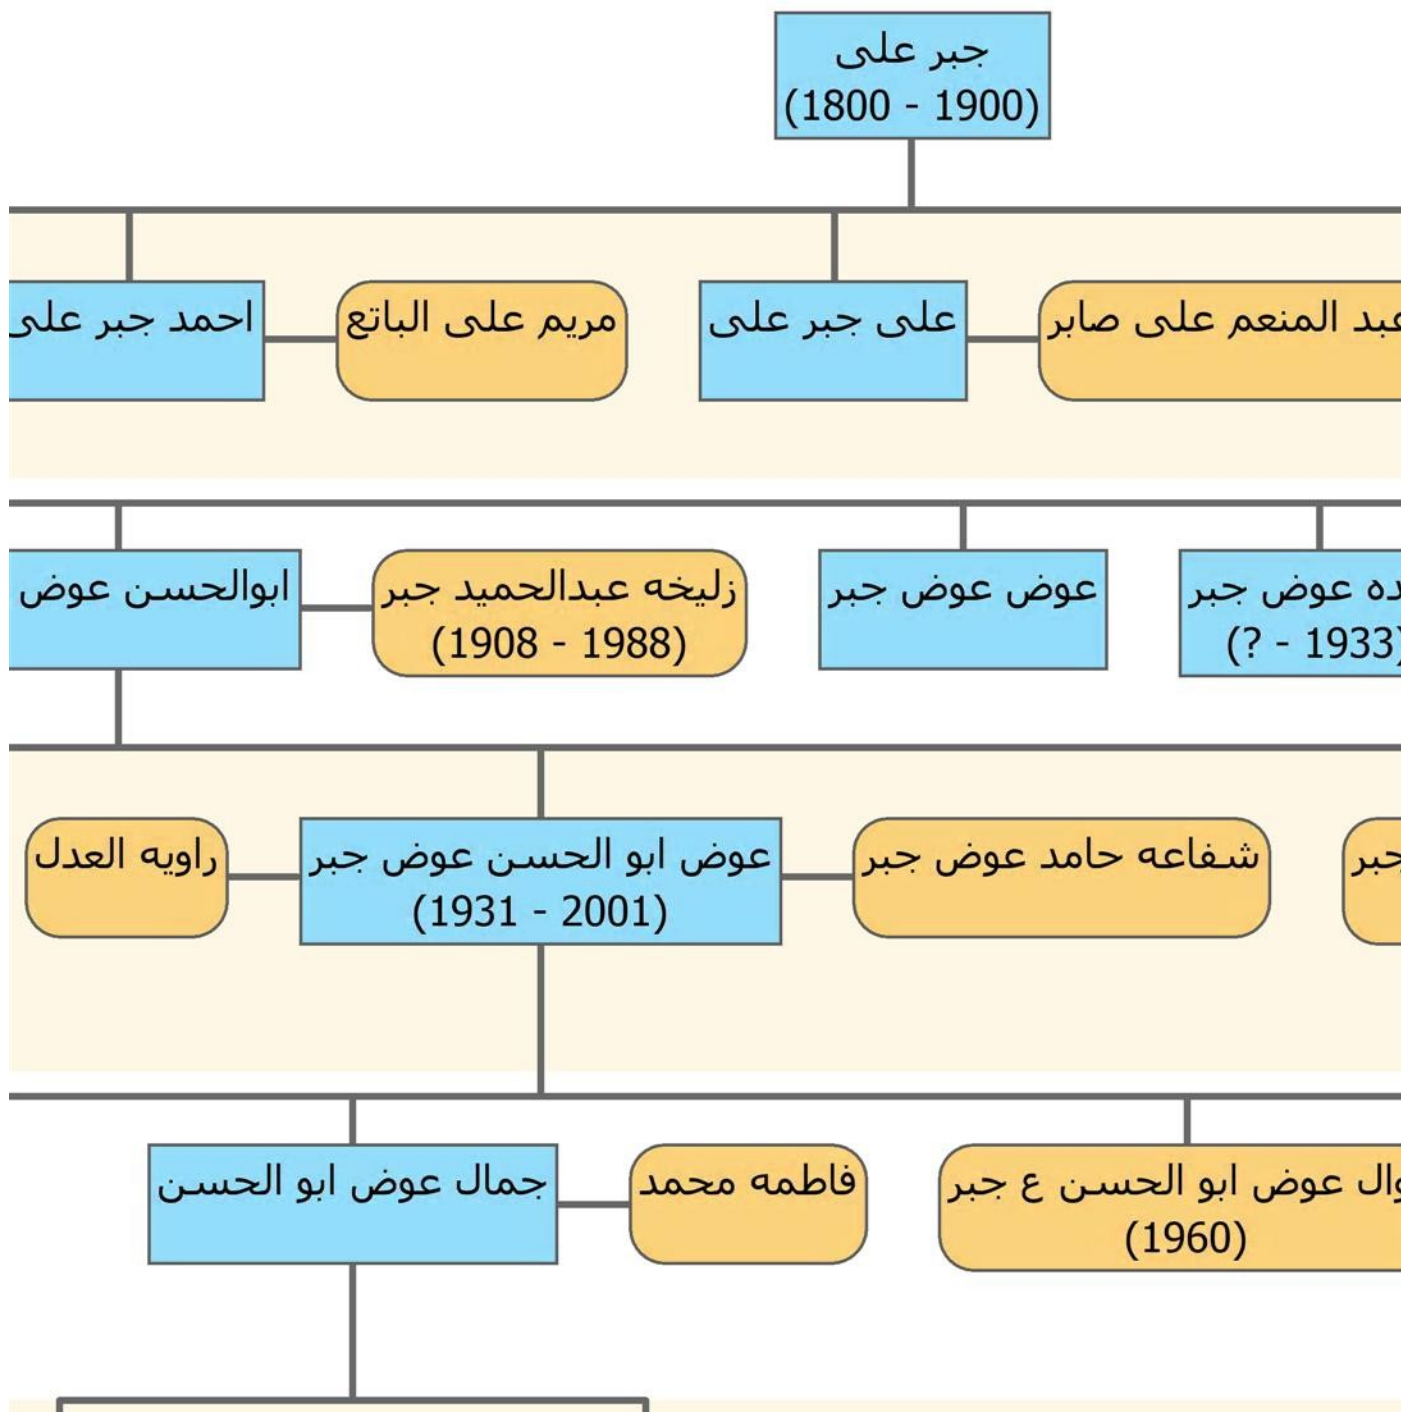 جبر على
(1800 - 1900)
عبد المنعم على صابر
على جبر على
مريم على الباتع
احمد جبر على
عوض جبر
(? - 1933)
عوض عوض جبر
زليخه عبدالحميد جبر
(1908 - 1988)
ابوالحسن عوض
جبر
شفاعه حامد عوض جبر
عوض ابو الحسن عوض جبر
(1931 - 2001)
راويه العدل
عوض ابو الحسن ع جبر
(1960)
فاطمه محمد
جمال عوض ابو الحسن